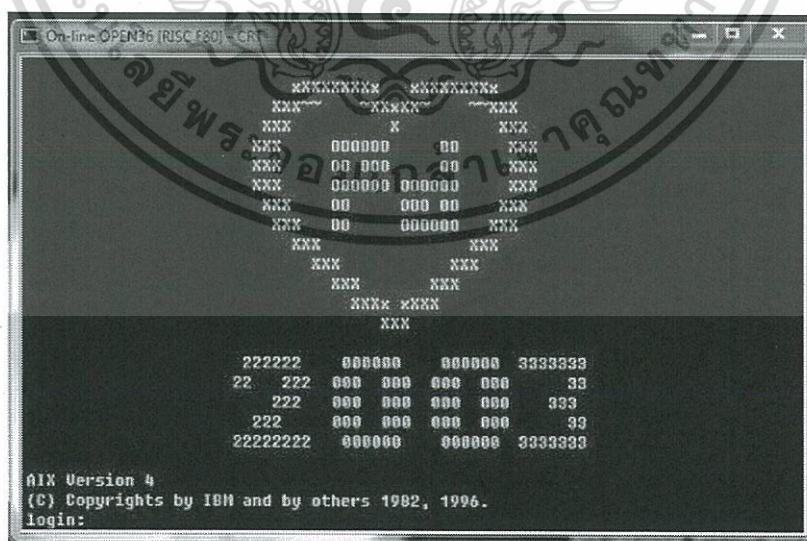 On-line OPEN36 [RISC F80] - CRT
xXXXXXXXx xXXXXXXXx
XXX~~ ~XXxXX~ ~~XXX
XXX X XXX
XXX 000000 00 XXX
XXX 00 000 00 XXX
XXX 000000 000000 XXX
XXX 00 000 00 XXX
XXX 00 000000 XXX
XXX XXX
XXX XXX
XXX XXX
XXXx xXXX
XXX
222222 000000 000000 3333333
22 222 000 000 000 000 33
222 000 000 000 000 333
222 000 000 000 000 33
22222222 000000 000000 3333333
AIX Version 4
(C) Copyrights by IBM and by others 1982, 1996.
login: